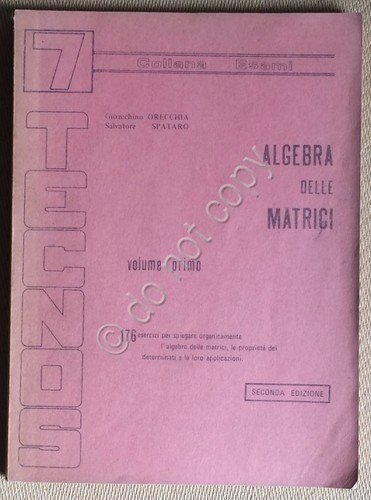 7
Collana Esami
TECNOS
Gioacchino ORECCHIA
Salvatore SPATARO
ALGEBRA
DELLE
MATRICI
volume primo
176 esercizi per spiegare organicamente
l'algebra delle matrici, le proprietà dei
determinati e le loro applicazioni.
SECONDA EDIZIONE
© do not copy